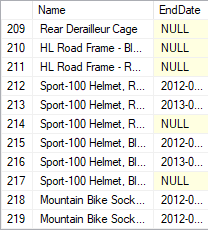 Name EndDate
209 Rear Derailleur Cage NULL
210 HL Road Frame - Bl... NULL
211 HL Road Frame - R... NULL
212 Sport-100 Helmet, R... 2012-0...
213 Sport-100 Helmet, R... 2013-0...
214 Sport-100 Helmet, R... NULL
215 Sport-100 Helmet, Bl... 2012-0...
216 Sport-100 Helmet, Bl... 2013-0...
217 Sport-100 Helmet, Bl... NULL
218 Mountain Bike Sock... 2012-0...
219 Mountain Bike Sock... 2012-0...